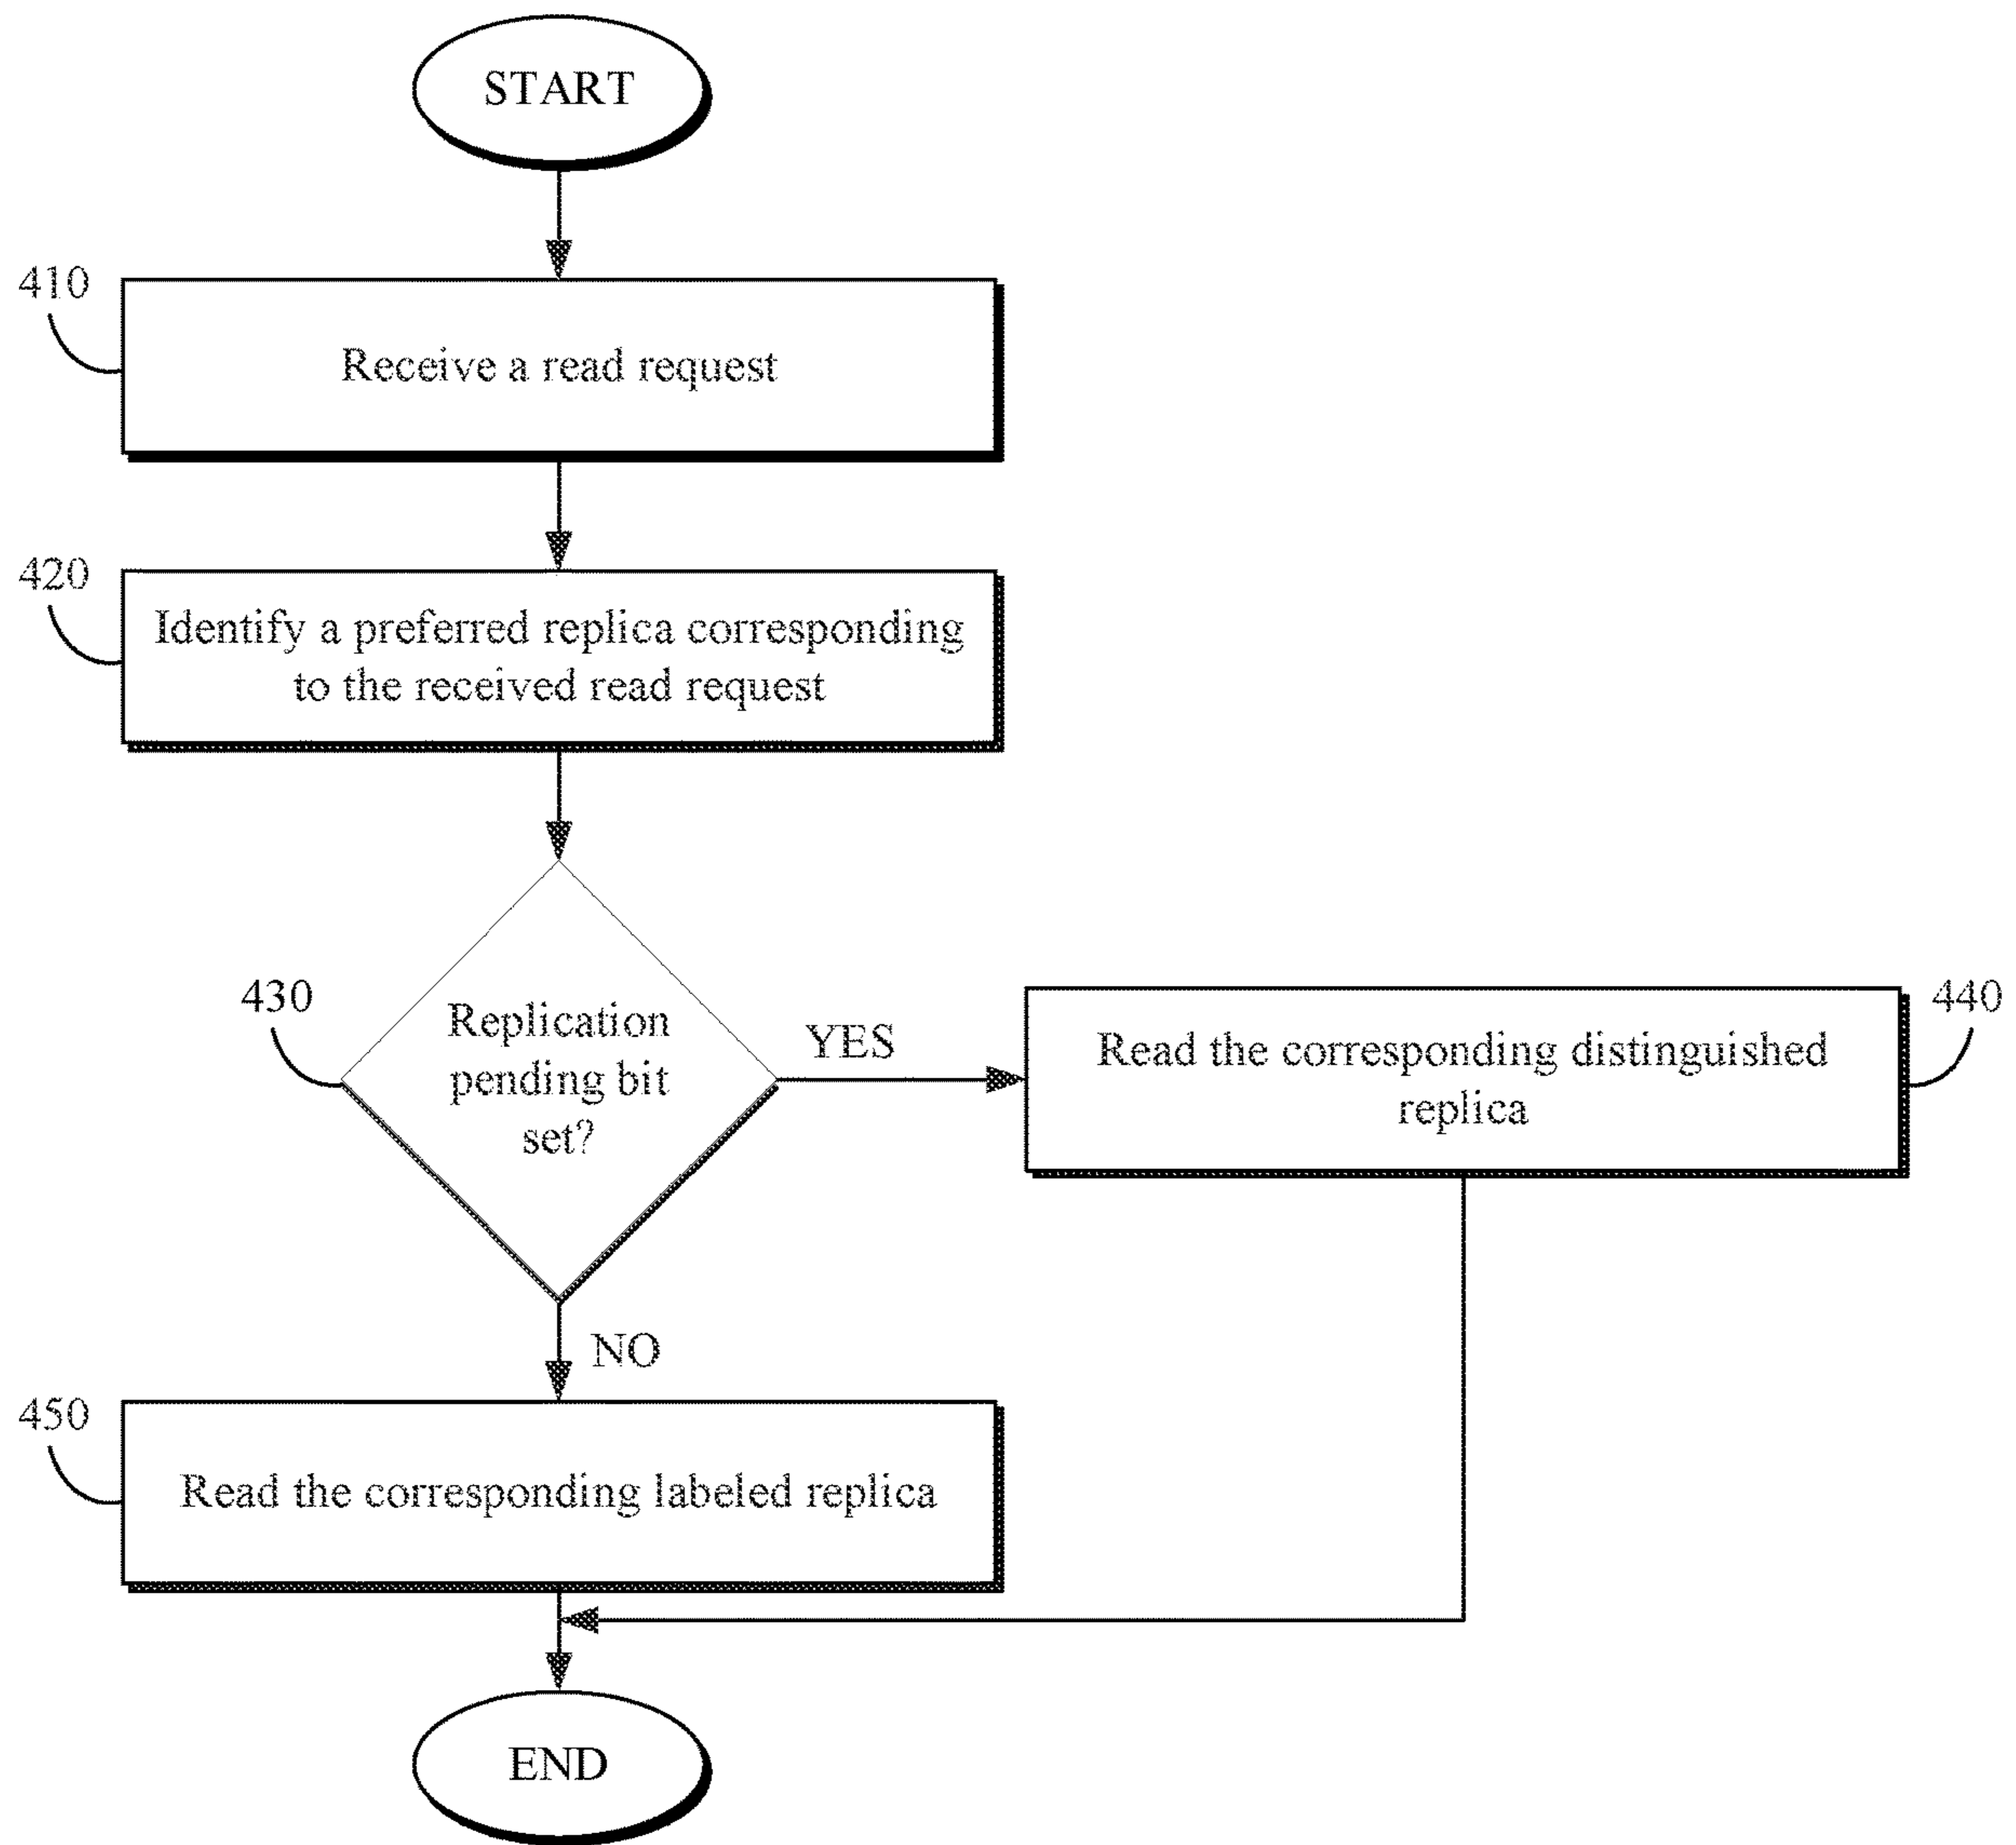 START
410
Receive a read request
420
Identify a preferred replica corresponding
to the received read request
430
Replication
pending bit
set?
YES
440
Read the corresponding distinguished
replica
NO
450
Read the corresponding labeled replica
END